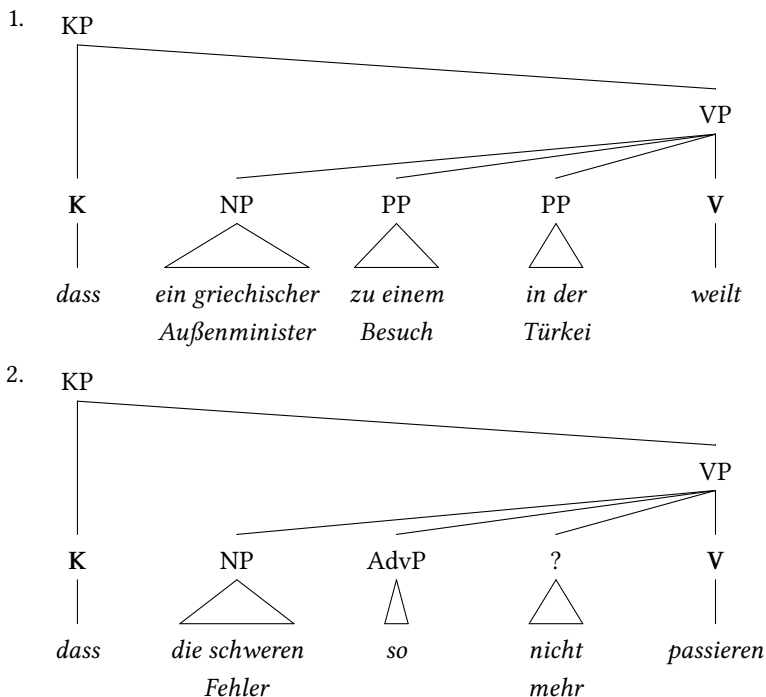 1.
KP
VP
K NP PP PP V
dass ein griechischer zu einem in der weilt
Außenminister Besuch Türkei
2.
KP
VP
K NP AdvP ? V
dass die schweren so nicht passieren
Fehler mehr